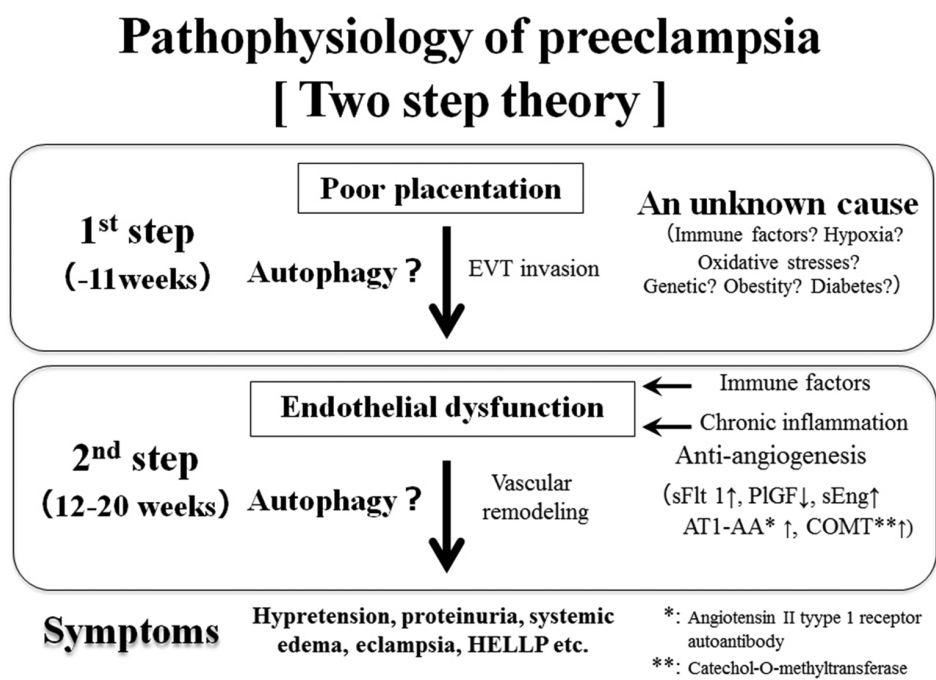 Pathophysiology of preeclampsia
[ Two step theory ]
Poor placentation
1st step
(-11weeks)
Autophagy ?
EVT invasion
An unknown cause
(Immune factors? Hypoxia?
Oxidative stresses?
Genetic? Obestity? Diabetes?)
Endothelial dysfunction
Immune factors
Chronic inflammation
2nd step
(12-20 weeks)
Autophagy ?
Vascular
remodeling
Anti-angiogenesis
(sFlt 1↑, PlGF↓, sEng↑
AT1-AA* ↑, COMT**↑)
Symptoms
Hypretension, proteinuria, systemic
edema, eclampsia, HELLP etc.
*: Angiotensin II tyype 1 receptor
autoantibody
**: Catechol-O-methyltransferase